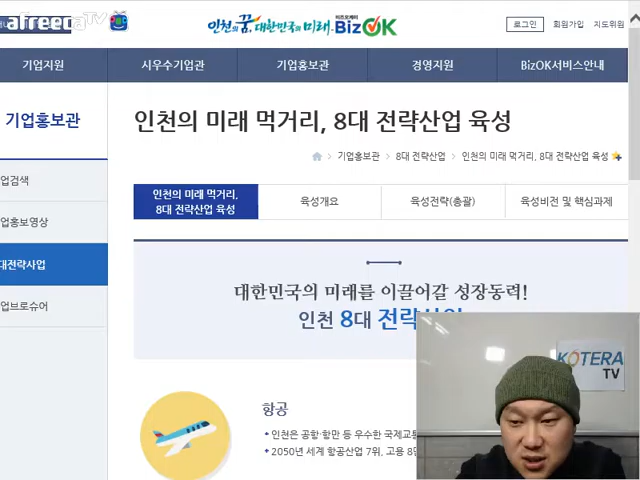 afreecaTV
인천의 꿈, 대한민국의 미래-
비즈오케이
BizOK
로그인
회원가입
지도위원
기업지원
시우수기업관
기업홍보관
경영지원
BizOK서비스안내
기업홍보관
인천의 미래 먹거리, 8대 전략산업 육성
기업홍보관 > 8대 전략산업 > 인천의 미래 먹거리, 8대 전략산업 육성
업검색
업홍보영상
대전략사업
업브로슈어
인천의 미래 먹거리,
8대 전략산업 육성
육성개요
육성전략(총괄)
육성비전 및 핵심과제
대한민국의 미래를 이끌어갈 성장동력!
인천 8대
항공
인천은 공항·항만 등 우수한 국제교통
2050년 세계 항공산업 7위, 고용 8만
KOTERA
TV